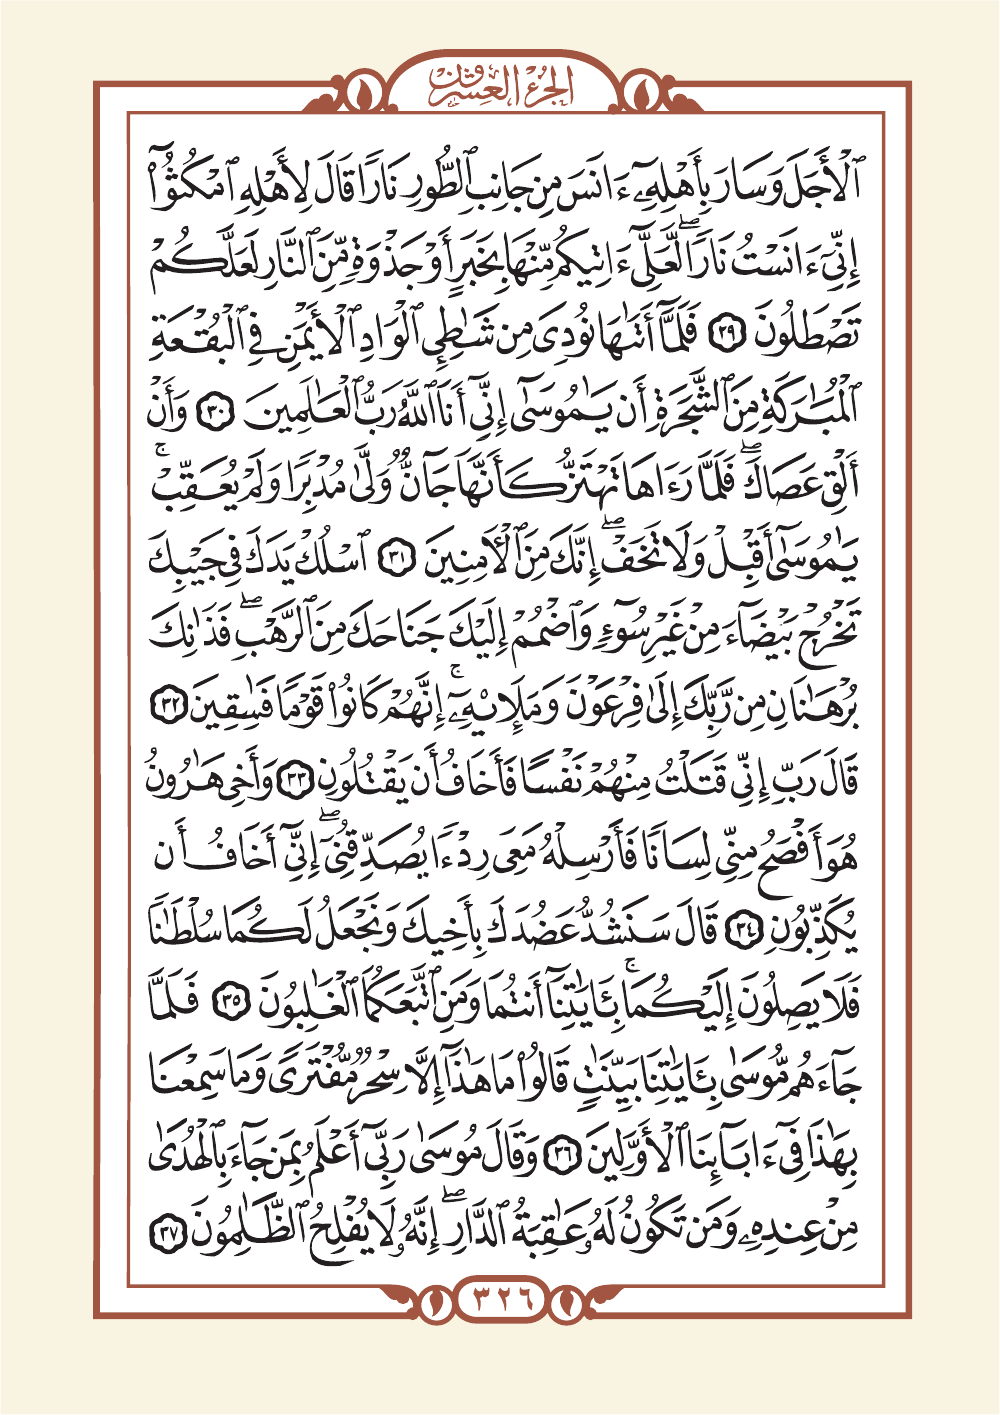 الجزء العشرون
ٱلۡأَجَلَ وَسَارَ بِأَهۡلِهِۦٓ ءَانَسَ مِن جَانِبِ ٱلطُّورِ نَارٗاۖ قَالَ لِأَهۡلِهِ ٱمۡكُثُوٓاْ
إِنِّيٓ ءَانَسۡتُ نَارٗا لَّعَلِّيٓ ءَاتِيكُم مِّنۡهَا بِخَبَرٍ أَوۡ جَذۡوَةٖ مِّنَ ٱلنَّارِ لَعَلَّكُمۡ
تَصۡطَلُونَ ٢٩ فَلَمَّآ أَتَىٰهَا نُودِيَ مِن شَٰطِيِٕ ٱلۡوَادِ ٱلۡأَيۡمَنِ فِي ٱلۡبُقۡعَةِ
ٱلۡمُبَٰرَكَةِ مِنَ ٱلشَّجَرَةِ أَن يَٰمُوسَىٰٓ إِنِّيٓ أَنَا ٱللَّهُ رَبُّ ٱلۡعَٰلَمِينَ ٣٠ وَأَنۡ
أَلۡقِ عَصَاكَۖ فَلَمَّا رَءَاهَا تَهۡتَزُّ كَأَنَّهَا جَآنّٞ وَلَّىٰ مُدۡبِرٗا وَلَمۡ يُعَقِّبۡۚ
يَٰمُوسَىٰٓ أَقۡبِلۡ وَلَا تَخَفۡۖ إِنَّكَ مِنَ ٱلۡأٓمِنِينَ ٣١ ٱسۡلُكۡ يَدَكَ فِي جَيۡبِكَ
تَخۡرُجۡ بَيۡضَآءَ مِنۡ غَيۡرِ سُوٓءٖ وَٱضۡمُمۡ إِلَيۡكَ جَنَاحَكَ مِنَ ٱلرَّهۡبِۖ فَذَٰنِكَ
بُرۡهَٰنَانِ مِن رَّبِّكَ إِلَىٰ فِرۡعَوۡنَ وَمَلَإِيْهِۦٓۚ إِنَّهُمۡ كَانُواْ قَوۡمٗا فَٰسِقِينَ ٣٢
قَالَ رَبِّ إِنِّي قَتَلۡتُ مِنۡهُمۡ نَفۡسٗا فَأَخَافُ أَن يَقۡتُلُونِ ٣٣ وَأَخِي هَٰرُونُ
هُوَ أَفۡصَحُ مِنِّي لِسَانٗا فَأَرۡسِلۡهُ مَعِيَ رِدۡءٗا يُصَدِّقُنِيٓۖ إِنِّيٓ أَخَافُ أَن
يُكَذِّبُونِ ٣٤ قَالَ سَنَشُدُّ عَضُدَكَ بِأَخِيكَ وَنَجۡعَلُ لَكُمَا سُلۡطَٰنٗا
فَلَا يَصِلُونَ إِلَيۡكُمَا بِـَٔايَٰتِنَآۚ أَنتُمَا وَمَنِ ٱتَّبَعَكُمَا ٱلۡغَٰلِبُونَ ٣٥ فَلَمَّا
جَآءَهُم مُّوسَىٰ بِـَٔايَٰتِنَا بَيِّنَٰتٖ قَالُواْ مَا هَٰذَآ إِلَّا سِحۡرٞ مُّفۡتَرٗى وَمَا سَمِعۡنَا
بِهَٰذَا فِيٓ ءَابَآئِنَا ٱلۡأَوَّلِينَ ٣٦ وَقَالَ مُوسَىٰ رَبِّيٓ أَعۡلَمُ بِمَن جَآءَ بِٱلۡهُدَىٰ
مِنۡ عِندِهِۦ وَمَن تَكُونُ لَهُۥ عَٰقِبَةُ ٱلدَّارِۖ إِنَّهُۥ لَا يُفۡلِحُ ٱلظَّٰلِمُونَ ٣٧
٣٢٦